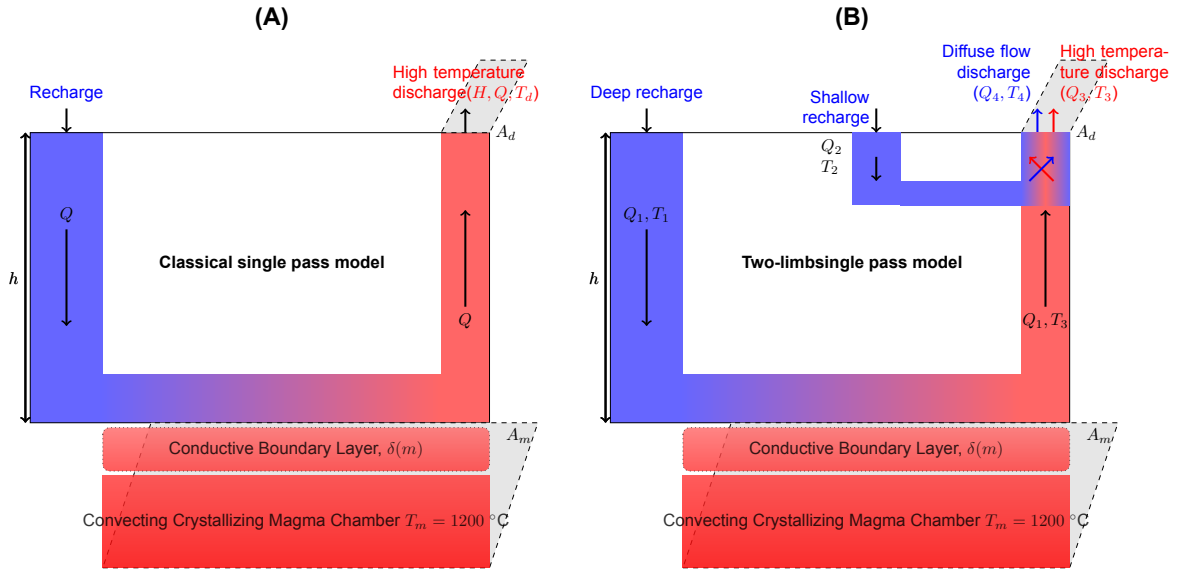 (A)
Recharge
High temperature
discharge(H, Q, T_d)
A_d
Q
h
Classical single pass model
Q
A_m
Conductive Boundary Layer, δ(m)
Convecting Crystallizing Magma Chamber T_m = 1200 °C
(B)
Deep recharge
Shallow
recharge
Diffuse flow
discharge
(Q_4, T_4)
High tempera-
ture discharge
(Q_3, T_3)
A_d
Q_2
T_2
Q_1, T_1
h
Two-limbsingle pass model
Q_1, T_3
A_m
Conductive Boundary Layer, δ(m)
Convecting Crystallizing Magma Chamber T_m = 1200 °C